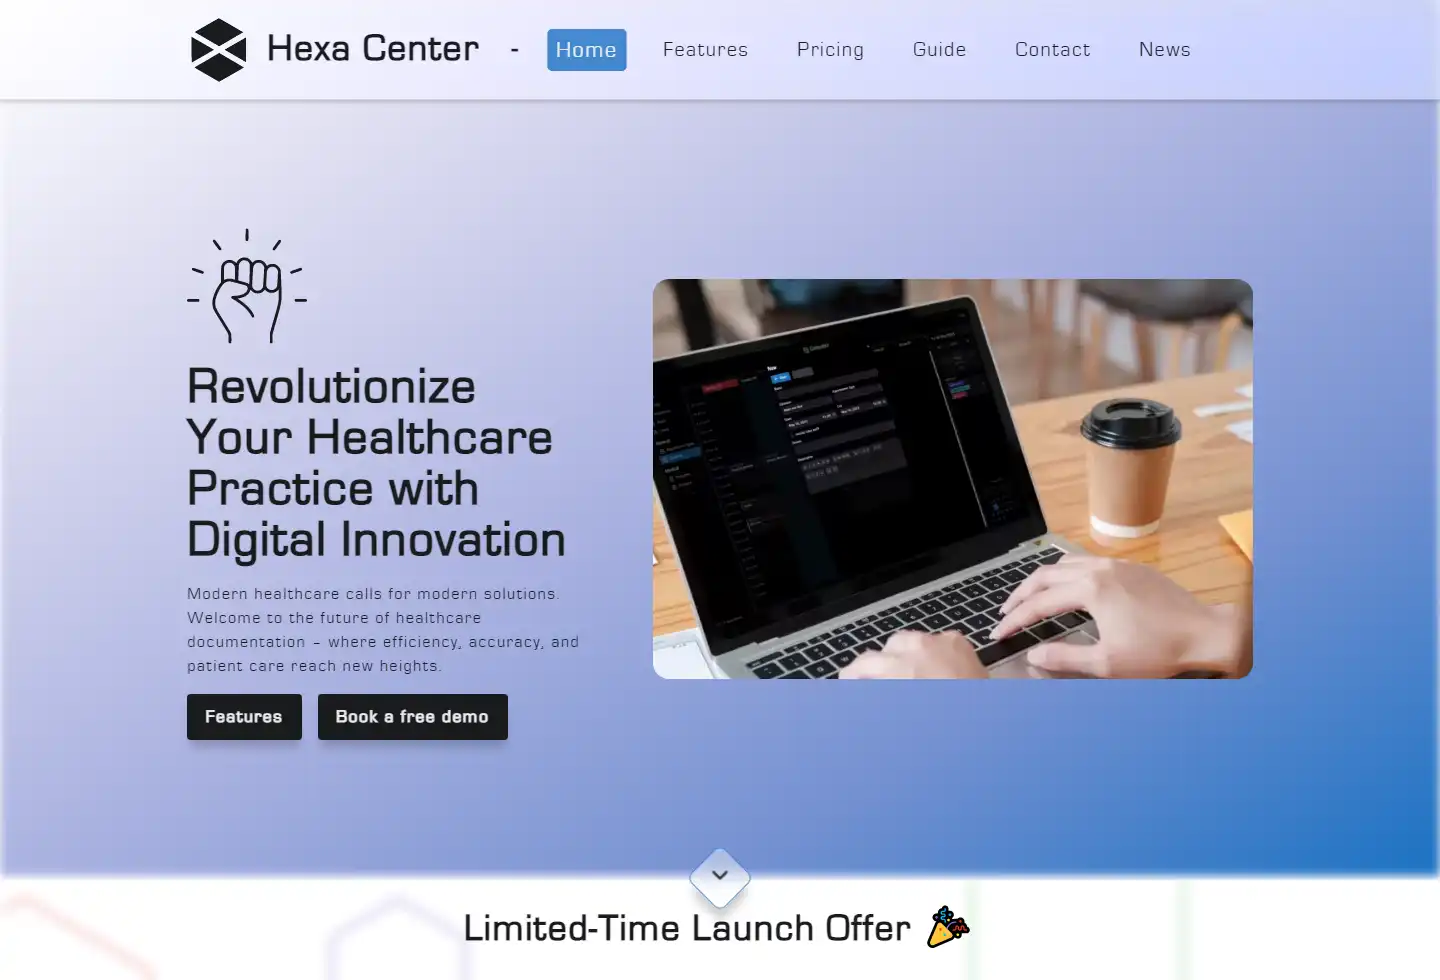 Hexa Center - Home Features Pricing Guide Contact News
Revolutionize
Your Healthcare
Practice with
Digital Innovation
Modern healthcare calls for modern solutions.
Welcome to the future of healthcare
documentation – where efficiency, accuracy, and
patient care reach new heights.
Features Book a free demo
Limited-Time Launch Offer